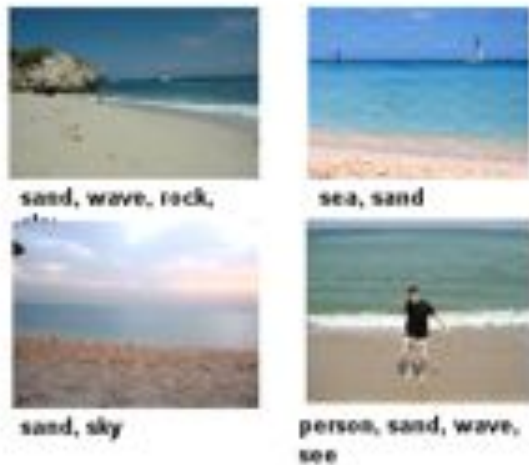 sand, wave, rock,
sea, sand
sand, sky
person, sand, wave,
see